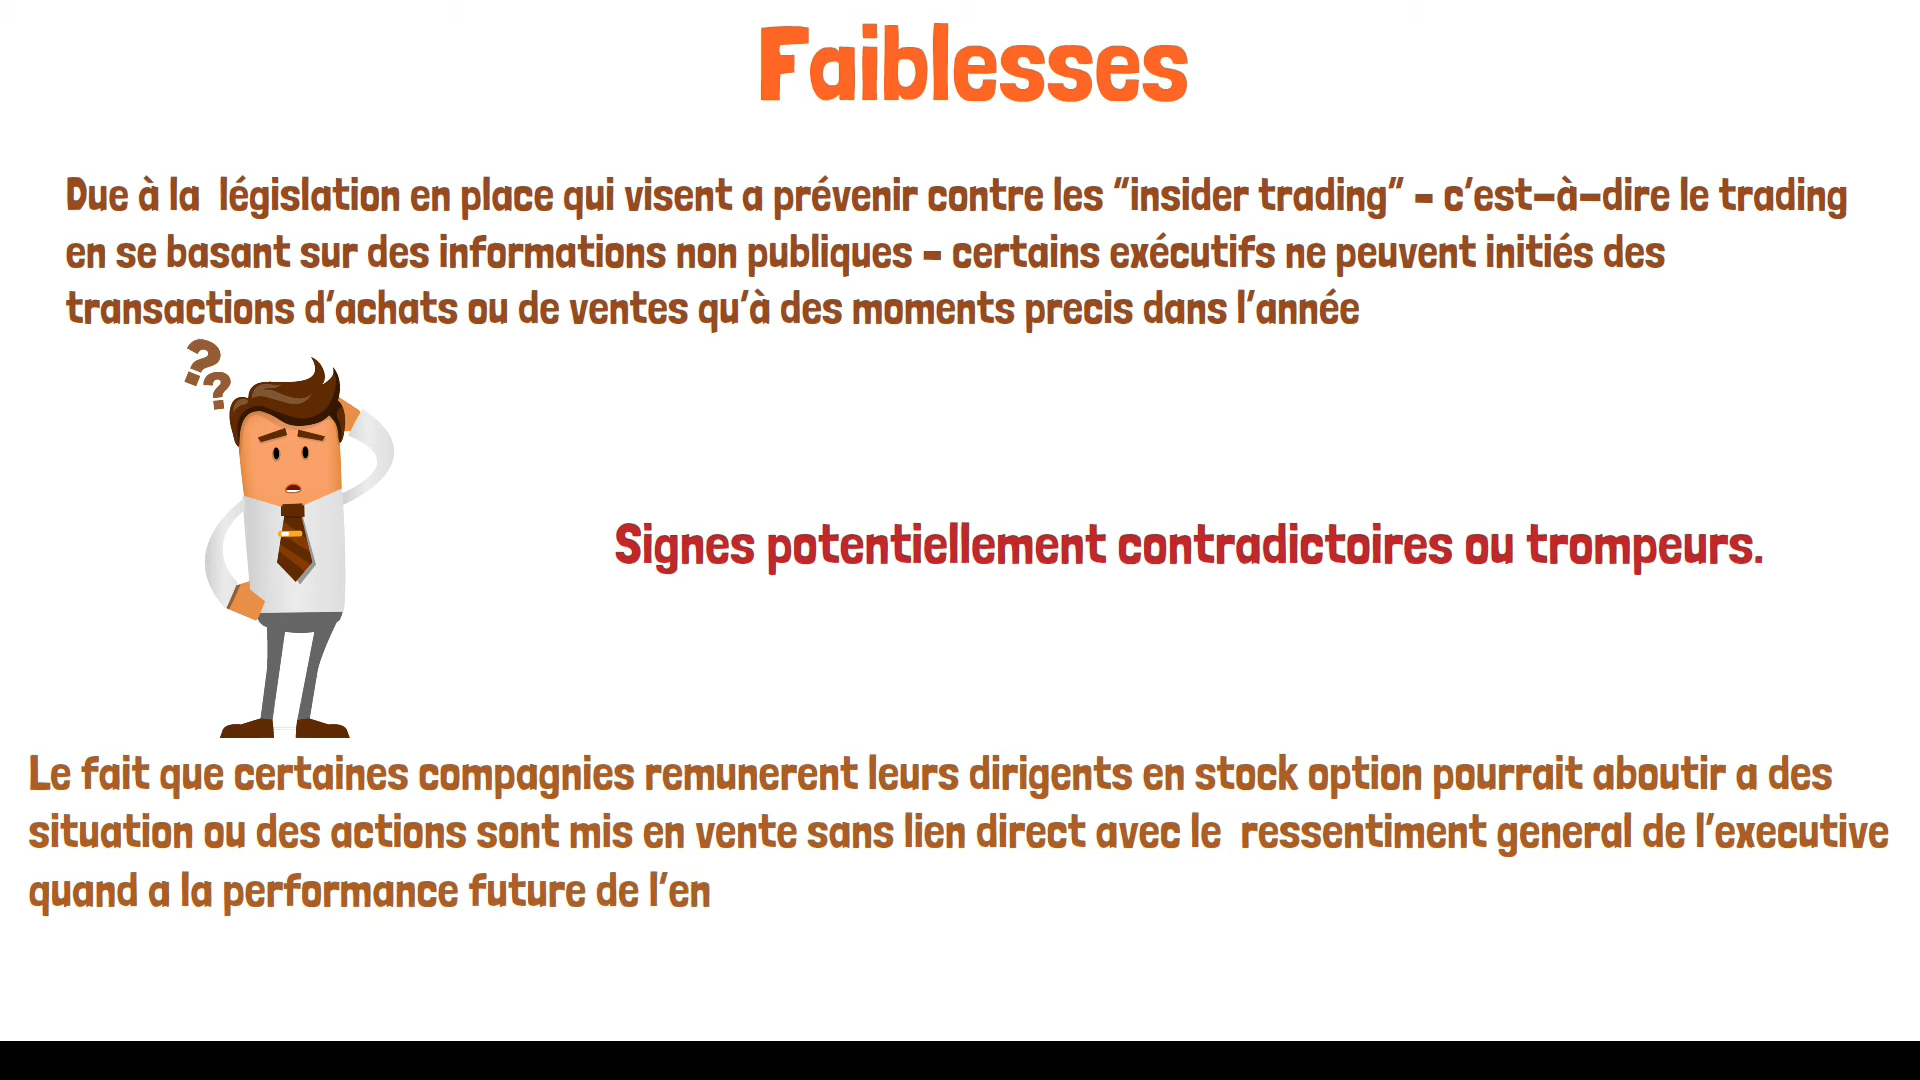 Faiblesses
Due à la législation en place qui visent a prévenir contre les "insider trading" - c'est-à-dire le trading
en se basant sur des informations non publiques - certains exécutifs ne peuvent initiés des
transactions d'achats ou de ventes qu'à des moments precis dans l'année
??
Signes potentiellement contradictoires ou trompeurs.
Le fait que certaines compagnies remunerent leurs dirigents en stock option pourrait aboutir a des
situation ou des actions sont mis en vente sans lien direct avec le ressentiment general de l'executive
quand a la performance future de l'en